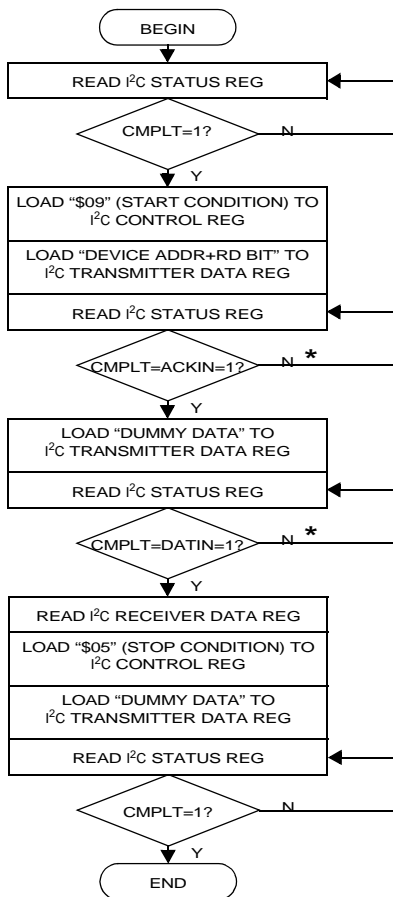 BEGIN
READ I²C STATUS REG
CMPLT=1?
N
Y
LOAD “$09” (START CONDITION) TO
I²C CONTROL REG
LOAD “DEVICE ADDR+RD BIT” TO
I²C TRANSMITTER DATA REG
READ I²C STATUS REG
CMPLT=ACKIN=1?
N *
Y
LOAD “DUMMY DATA” TO
I²C TRANSMITTER DATA REG
READ I²C STATUS REG
CMPLT=DATIN=1?
N *
Y
READ I²C RECEIVER DATA REG
LOAD “$05” (STOP CONDITION) TO
I²C CONTROL REG
LOAD “DUMMY DATA” TO
I²C TRANSMITTER DATA REG
READ I²C STATUS REG
CMPLT=1?
N
Y
END